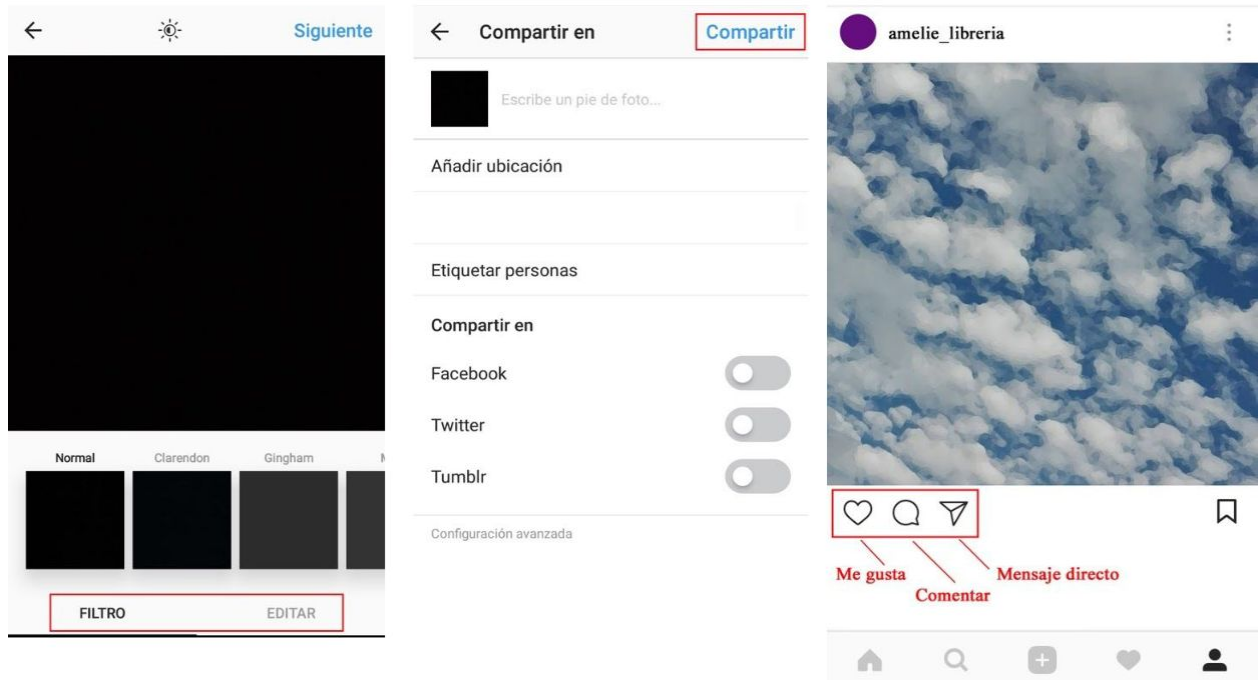 Siguiente
Normal Clarendon Gingham
FILTRO EDITAR
Compartir en Compartir
Escribe un pie de foto...
Añadir ubicación
Etiquetar personas
Compartir en
Facebook
Twitter
Tumblr
Configuración avanzada
amelie_libreria
Me gusta
Mensaje directo
Comentar